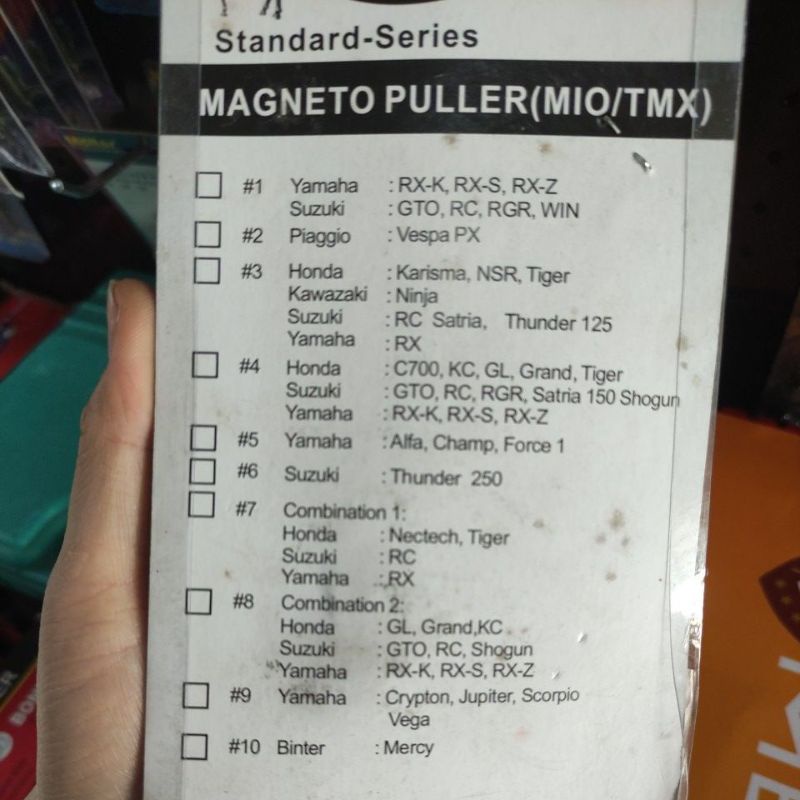 Standard-Series
MAGNETO PULLER(MIO/TMX)
#1 Yamaha : RX-K, RX-S, RX-Z
Suzuki : GTO, RC, RGR, WIN
#2 Piaggio : Vespa PX
#3 Honda : Karisma, NSR, Tiger
Kawazaki : Ninja
Suzuki : RC Satria, Thunder 125
Yamaha : RX
#4 Honda : C700, KC, GL, Grand, Tiger
Suzuki : GTO, RC, RGR, Satria 150 Shogun
Yamaha : RX-K, RX-S, RX-Z
#5 Yamaha : Alfa, Champ, Force 1
#6 Suzuki : Thunder 250
#7 Combination 1:
Honda : Nectech, Tiger
Suzuki : RC
Yamaha : RX
#8 Combination 2:
Honda : GL, Grand,KC
Suzuki : GTO, RC, Shogun
Yamaha : RX-K, RX-S, RX-Z
#9 Yamaha : Crypton, Jupiter, Scorpio
Vega
#10 Binter : Mercy